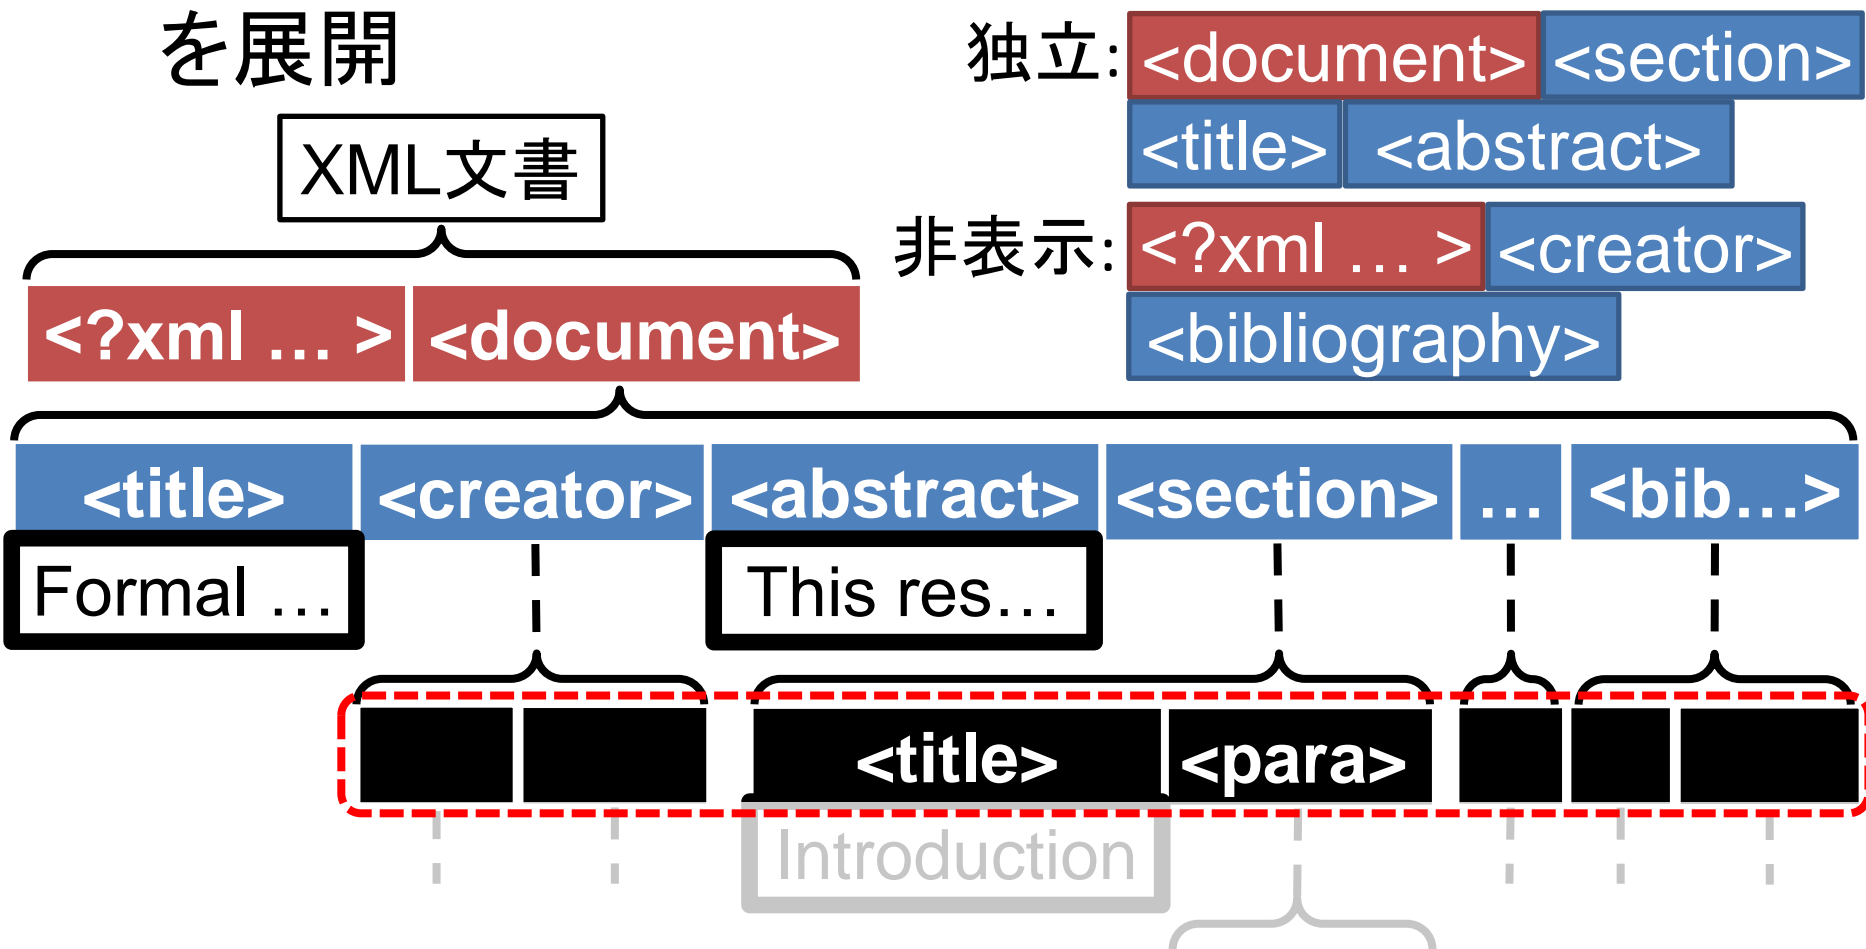 を展開
独立: <document> <section>
<title> <abstract>
XML文書
非表示: <?xml … > <creator>
<bibliography>
<?xml … > <document>
<title> <creator> <abstract> <section> … <bib…>
Formal … This res…
<title> <para>
Introduction